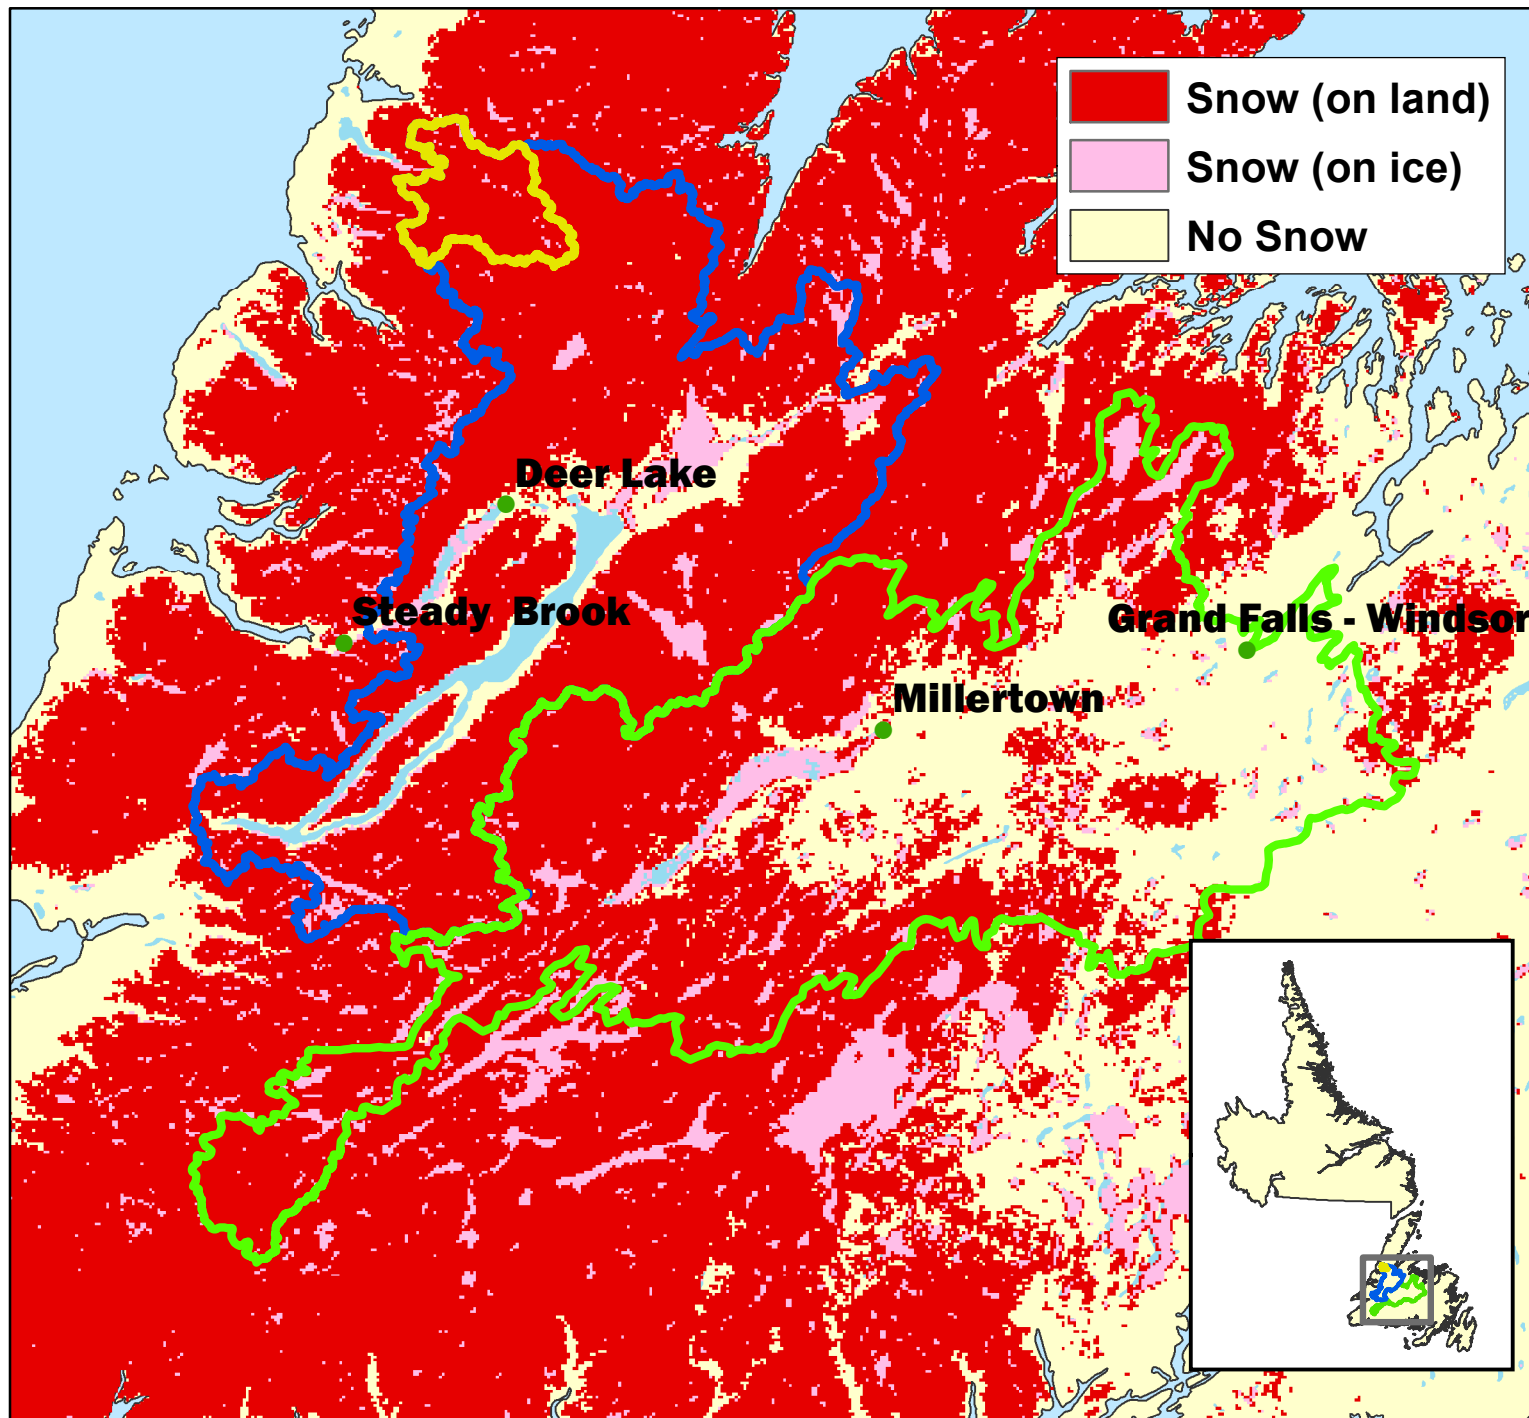 Snow (on land)
Snow (on ice)
No Snow
Deer Lake
Steady Brook
Grand Falls - Windsor
Millertown